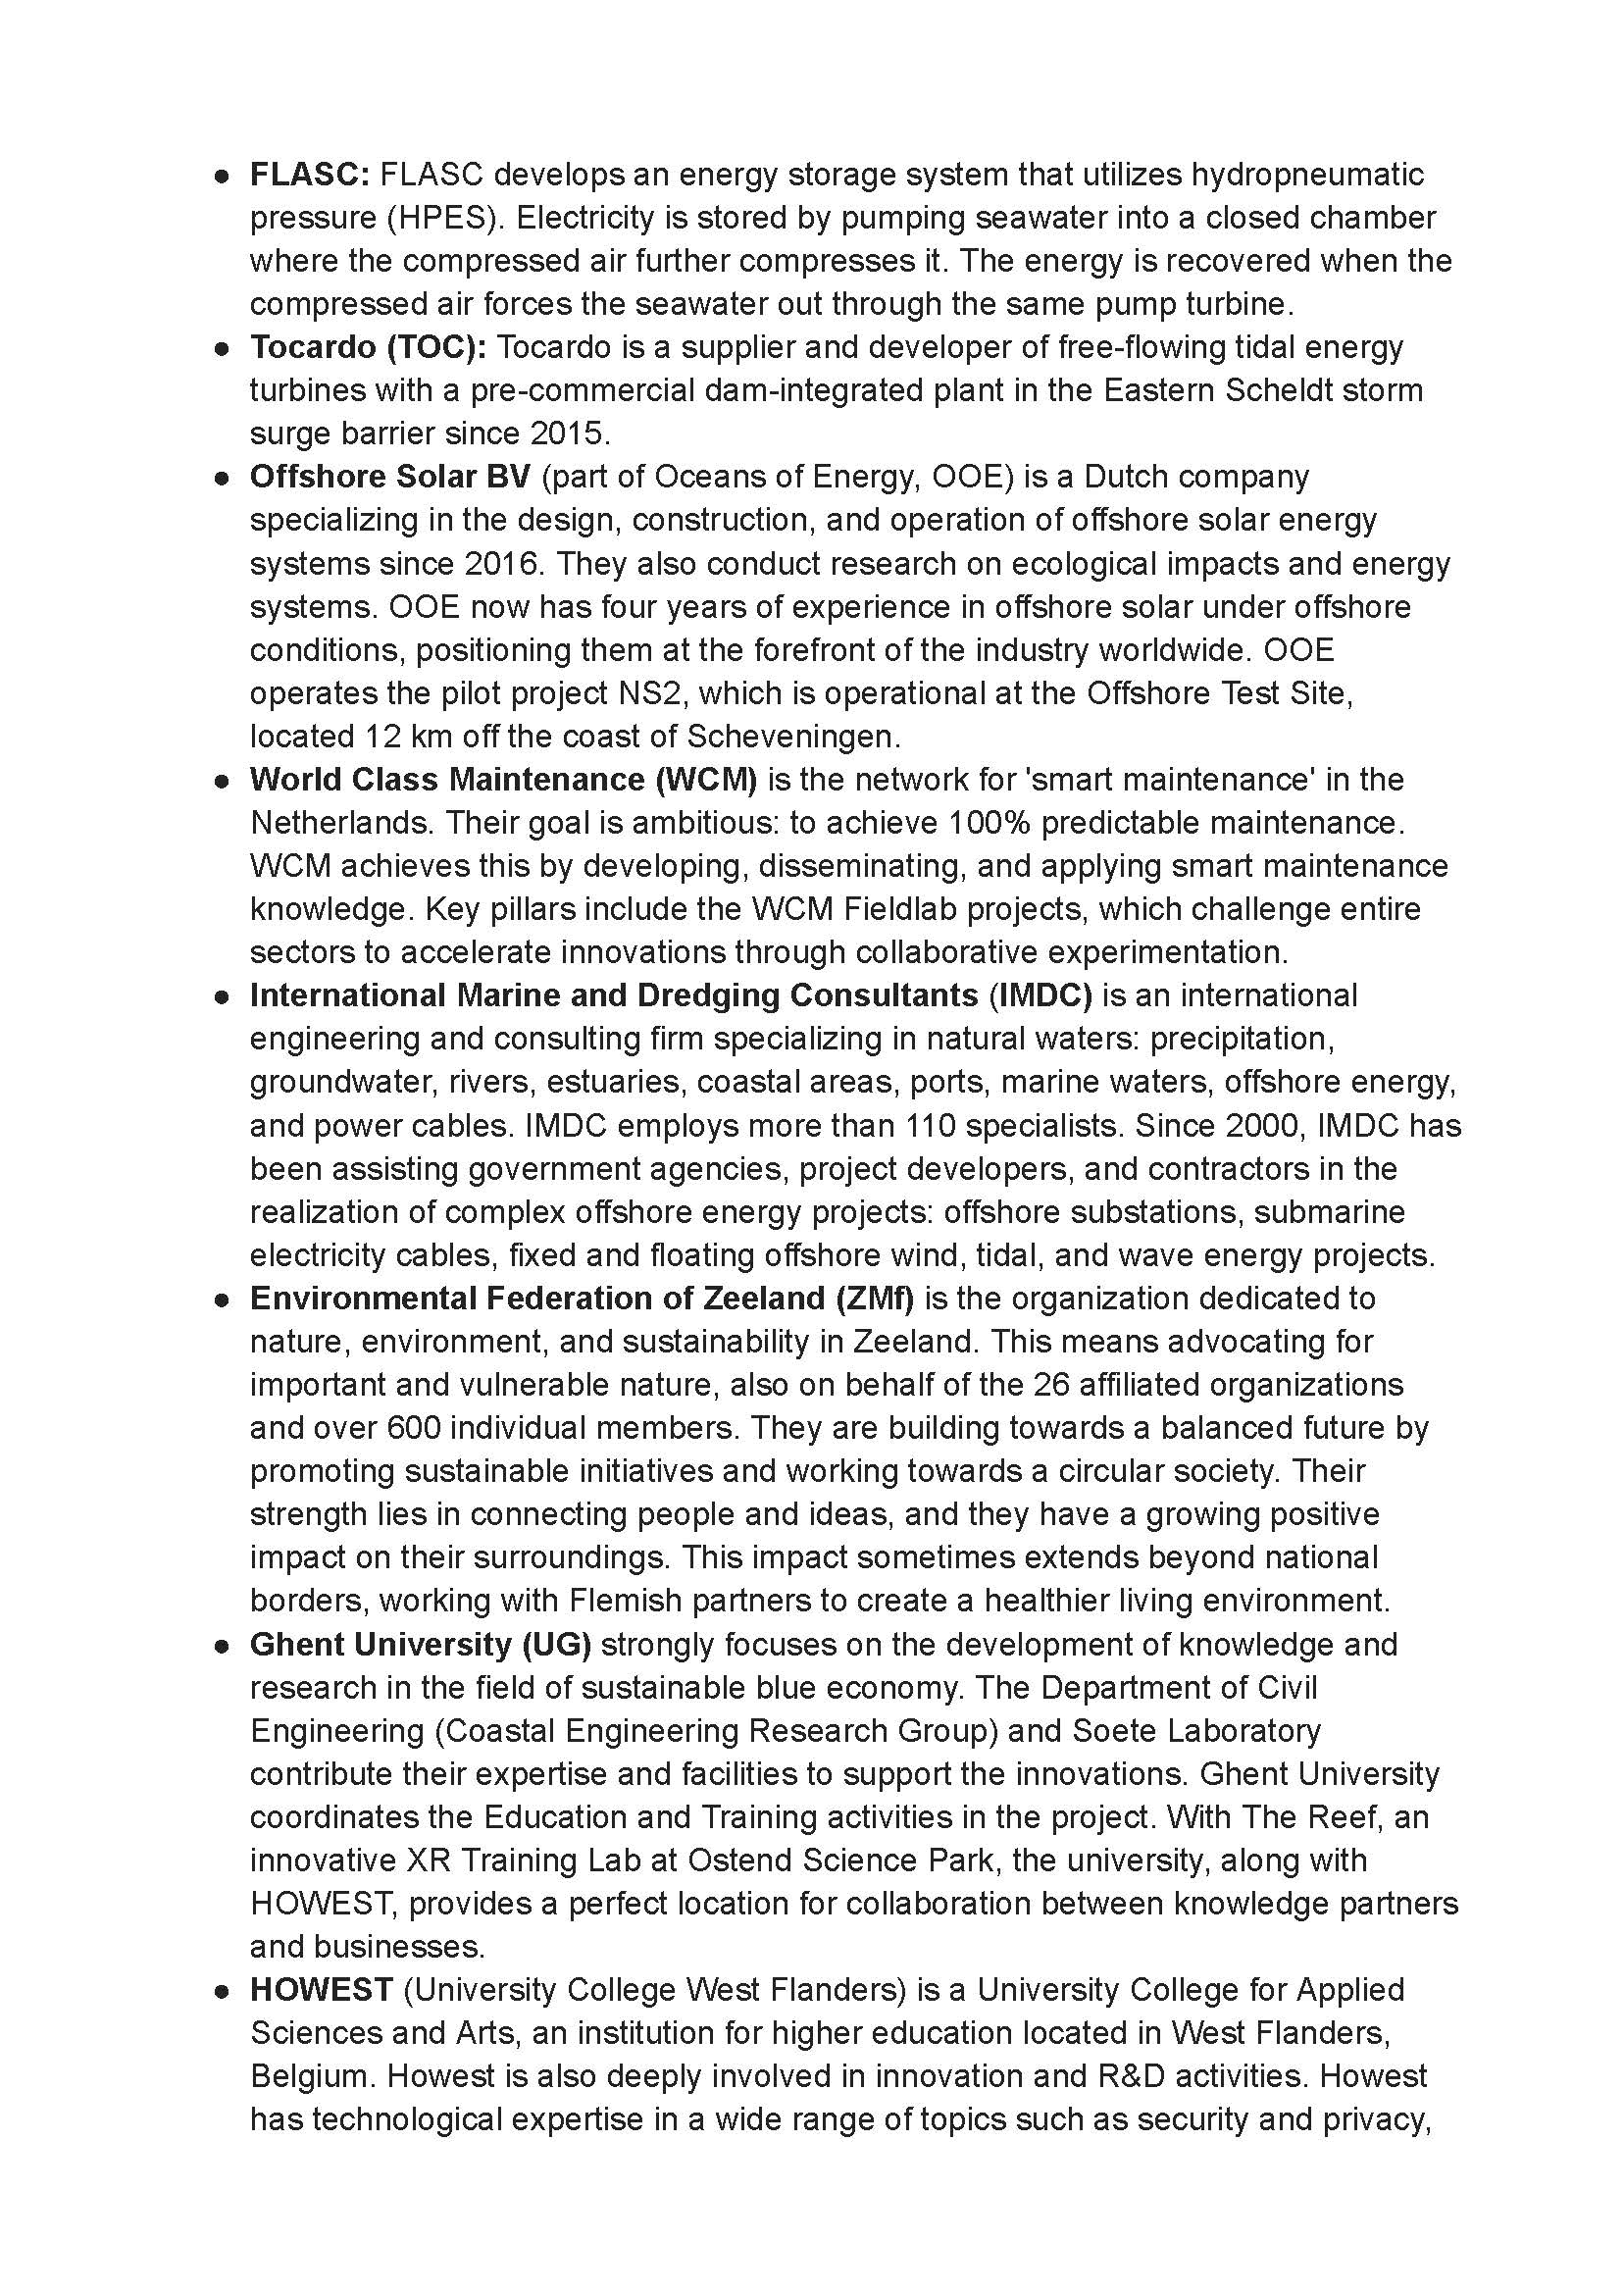 ● FLASC: FLASC develops an energy storage system that utilizes hydropneumatic
pressure (HPES). Electricity is stored by pumping seawater into a closed chamber
where the compressed air further compresses it. The energy is recovered when the
compressed air forces the seawater out through the same pump turbine.
● Tocardo (TOC): Tocardo is a supplier and developer of free-flowing tidal energy
turbines with a pre-commercial dam-integrated plant in the Eastern Scheldt storm
surge barrier since 2015.
● Offshore Solar BV (part of Oceans of Energy, OOE) is a Dutch company
specializing in the design, construction, and operation of offshore solar energy
systems since 2016. They also conduct research on ecological impacts and energy
systems. OOE now has four years of experience in offshore solar under offshore
conditions, positioning them at the forefront of the industry worldwide. OOE
operates the pilot project NS2, which is operational at the Offshore Test Site,
located 12 km off the coast of Scheveningen.
● World Class Maintenance (WCM) is the network for 'smart maintenance' in the
Netherlands. Their goal is ambitious: to achieve 100% predictable maintenance.
WCM achieves this by developing, disseminating, and applying smart maintenance
knowledge. Key pillars include the WCM Fieldlab projects, which challenge entire
sectors to accelerate innovations through collaborative experimentation.
● International Marine and Dredging Consultants (IMDC) is an international
engineering and consulting firm specializing in natural waters: precipitation,
groundwater, rivers, estuaries, coastal areas, ports, marine waters, offshore energy,
and power cables. IMDC employs more than 110 specialists. Since 2000, IMDC has
been assisting government agencies, project developers, and contractors in the
realization of complex offshore energy projects: offshore substations, submarine
electricity cables, fixed and floating offshore wind, tidal, and wave energy projects.
● Environmental Federation of Zeeland (ZMf) is the organization dedicated to
nature, environment, and sustainability in Zeeland. This means advocating for
important and vulnerable nature, also on behalf of the 26 affiliated organizations
and over 600 individual members. They are building towards a balanced future by
promoting sustainable initiatives and working towards a circular society. Their
strength lies in connecting people and ideas, and they have a growing positive
impact on their surroundings. This impact sometimes extends beyond national
borders, working with Flemish partners to create a healthier living environment.
● Ghent University (UG) strongly focuses on the development of knowledge and
research in the field of sustainable blue economy. The Department of Civil
Engineering (Coastal Engineering Research Group) and Soete Laboratory
contribute their expertise and facilities to support the innovations. Ghent University
coordinates the Education and Training activities in the project. With The Reef, an
innovative XR Training Lab at Ostend Science Park, the university, along with
HOWEST, provides a perfect location for collaboration between knowledge partners
and businesses.
● HOWEST (University College West Flanders) is a University College for Applied
Sciences and Arts, an institution for higher education located in West Flanders,
Belgium. Howest is also deeply involved in innovation and R&D activities. Howest
has technological expertise in a wide range of topics such as security and privacy,